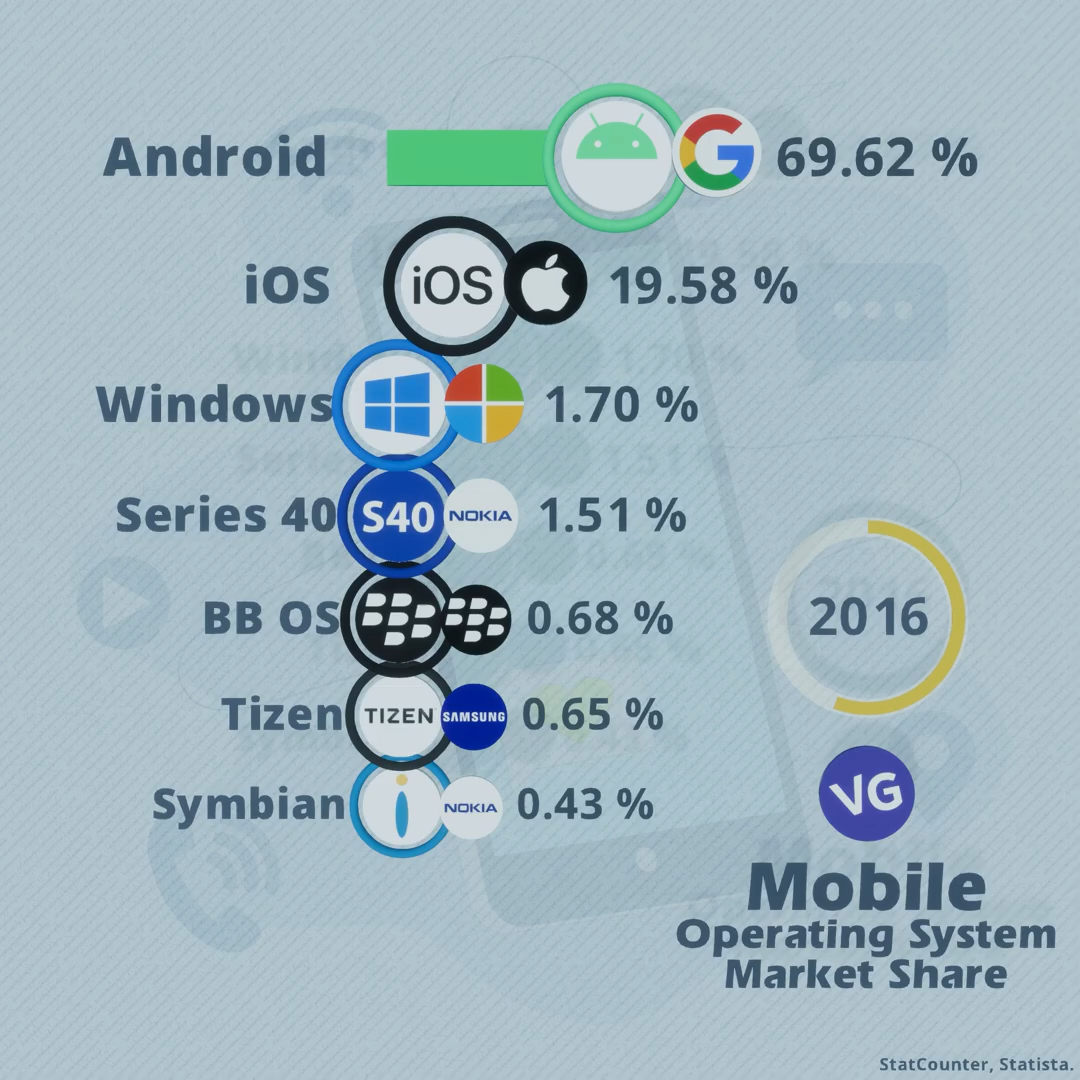 Android 69.62 %
iOS iOS 19.58 %
Windows 1.70 %
Series 40 S40 NOKIA 1.51 %
BB OS 0.68 %
Tizen TIZEN SAMSUNG 0.65 %
Symbian NOKIA 0.43 %
2016
VG
Mobile
Operating System
Market Share
StatCounter, Statista.